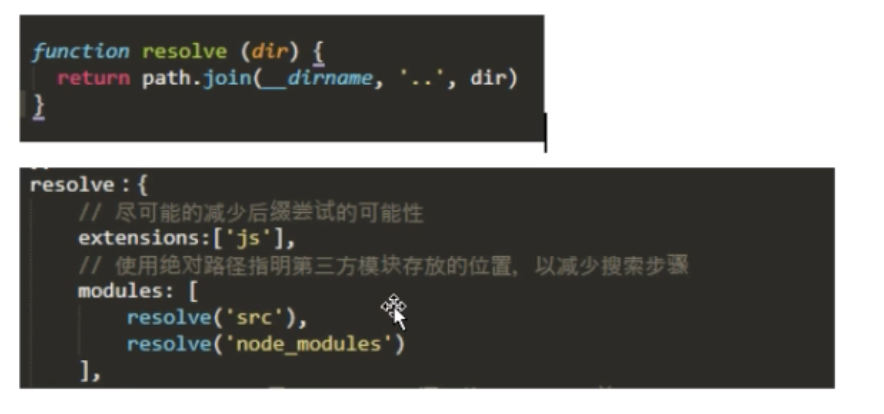 function resolve (dir) {
return path.join(__dirname, '..', dir)
}
resolve:{
// 尽可能的减少后缀尝试的可能性
extensions:['js'],
// 使用绝对路径指明第三方模块存放的位置，以减少搜索步骤
modules: [
resolve('src'),
resolve('node_modules')
],